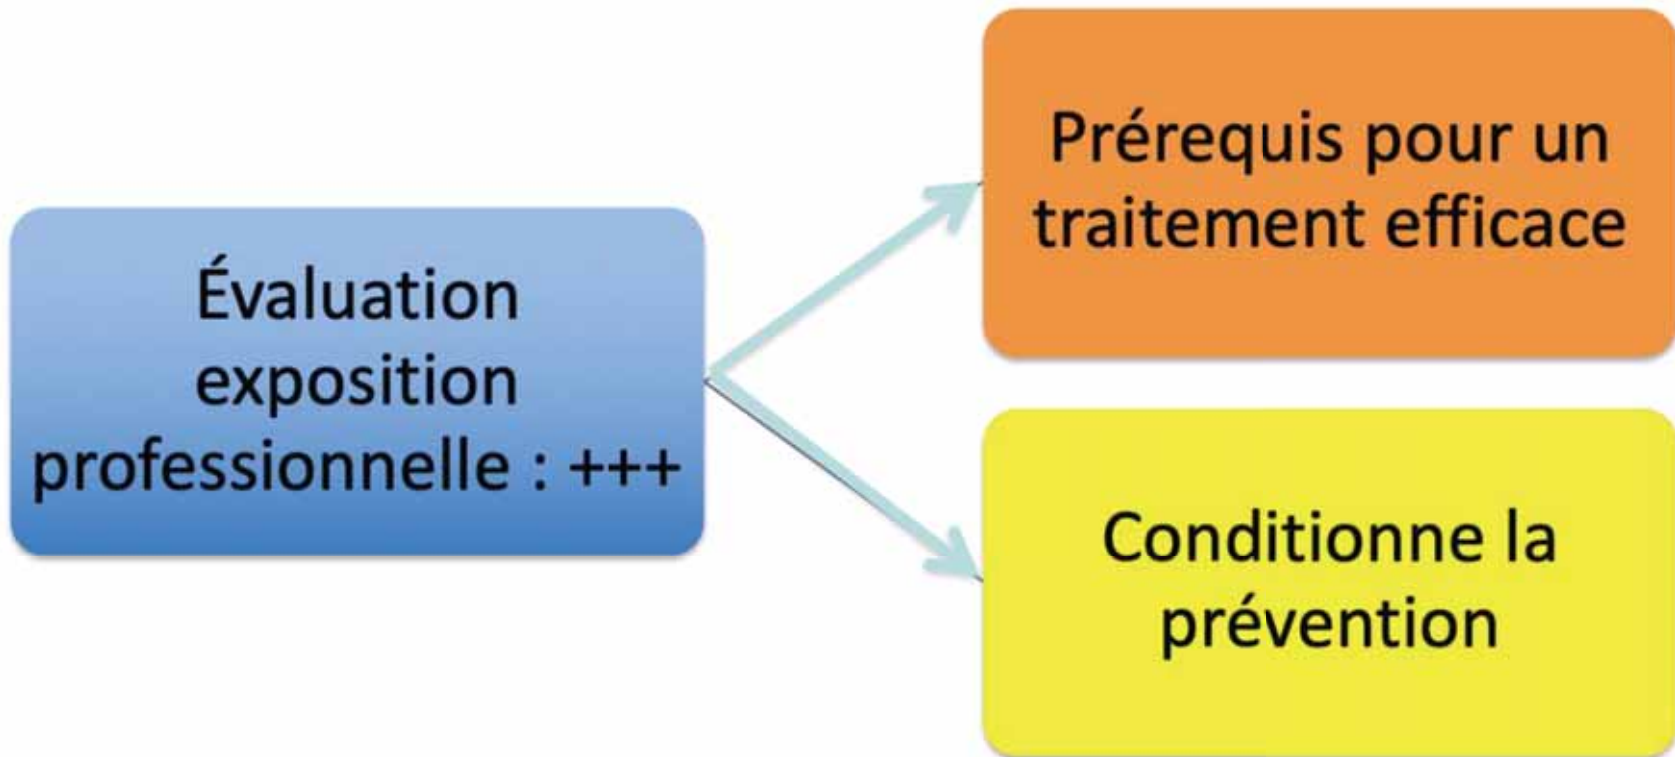 Évaluation
exposition
professionnelle : +++
Prérequis pour un
traitement efficace
Conditionne la
prévention